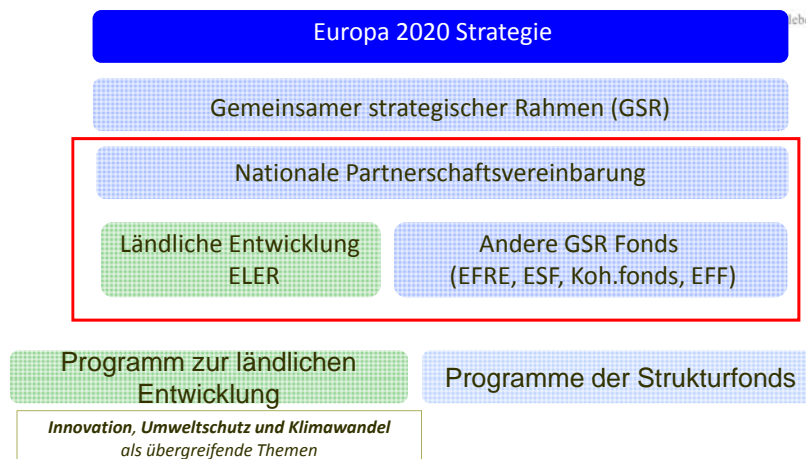 Europa 2020 Strategie
Gemeinsamer strategischer Rahmen (GSR)
Nationale Partnerschaftsvereinbarung
Ländliche Entwicklung
ELER
Andere GSR Fonds
(EFRE, ESF, Koh.fonds, EFF)
Programm zur ländlichen
Entwicklung
Programme der Strukturfonds
Innovation, Umweltschutz und Klimawandel
als übergreifende Themen